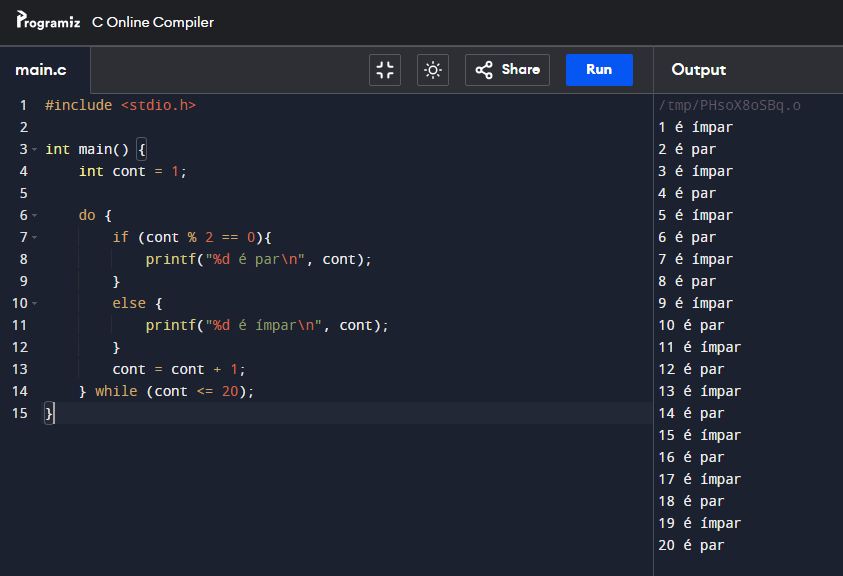 Programiz C Online Compiler
main.c Share Run Output
1 #include <stdio.h>
2
3 int main() {
4     int cont = 1;
5
6     do {
7         if (cont % 2 == 0){
8             printf("%d é par\n", cont);
9         }
10         else {
11             printf("%d é ímpar\n", cont);
12         }
13         cont = cont + 1;
14     } while (cont <= 20);
15 }
/tmp/PHsoX8oSBq.o
1 é ímpar
2 é par
3 é ímpar
4 é par
5 é ímpar
6 é par
7 é ímpar
8 é par
9 é ímpar
10 é par
11 é ímpar
12 é par
13 é ímpar
14 é par
15 é ímpar
16 é par
17 é ímpar
18 é par
19 é ímpar
20 é par